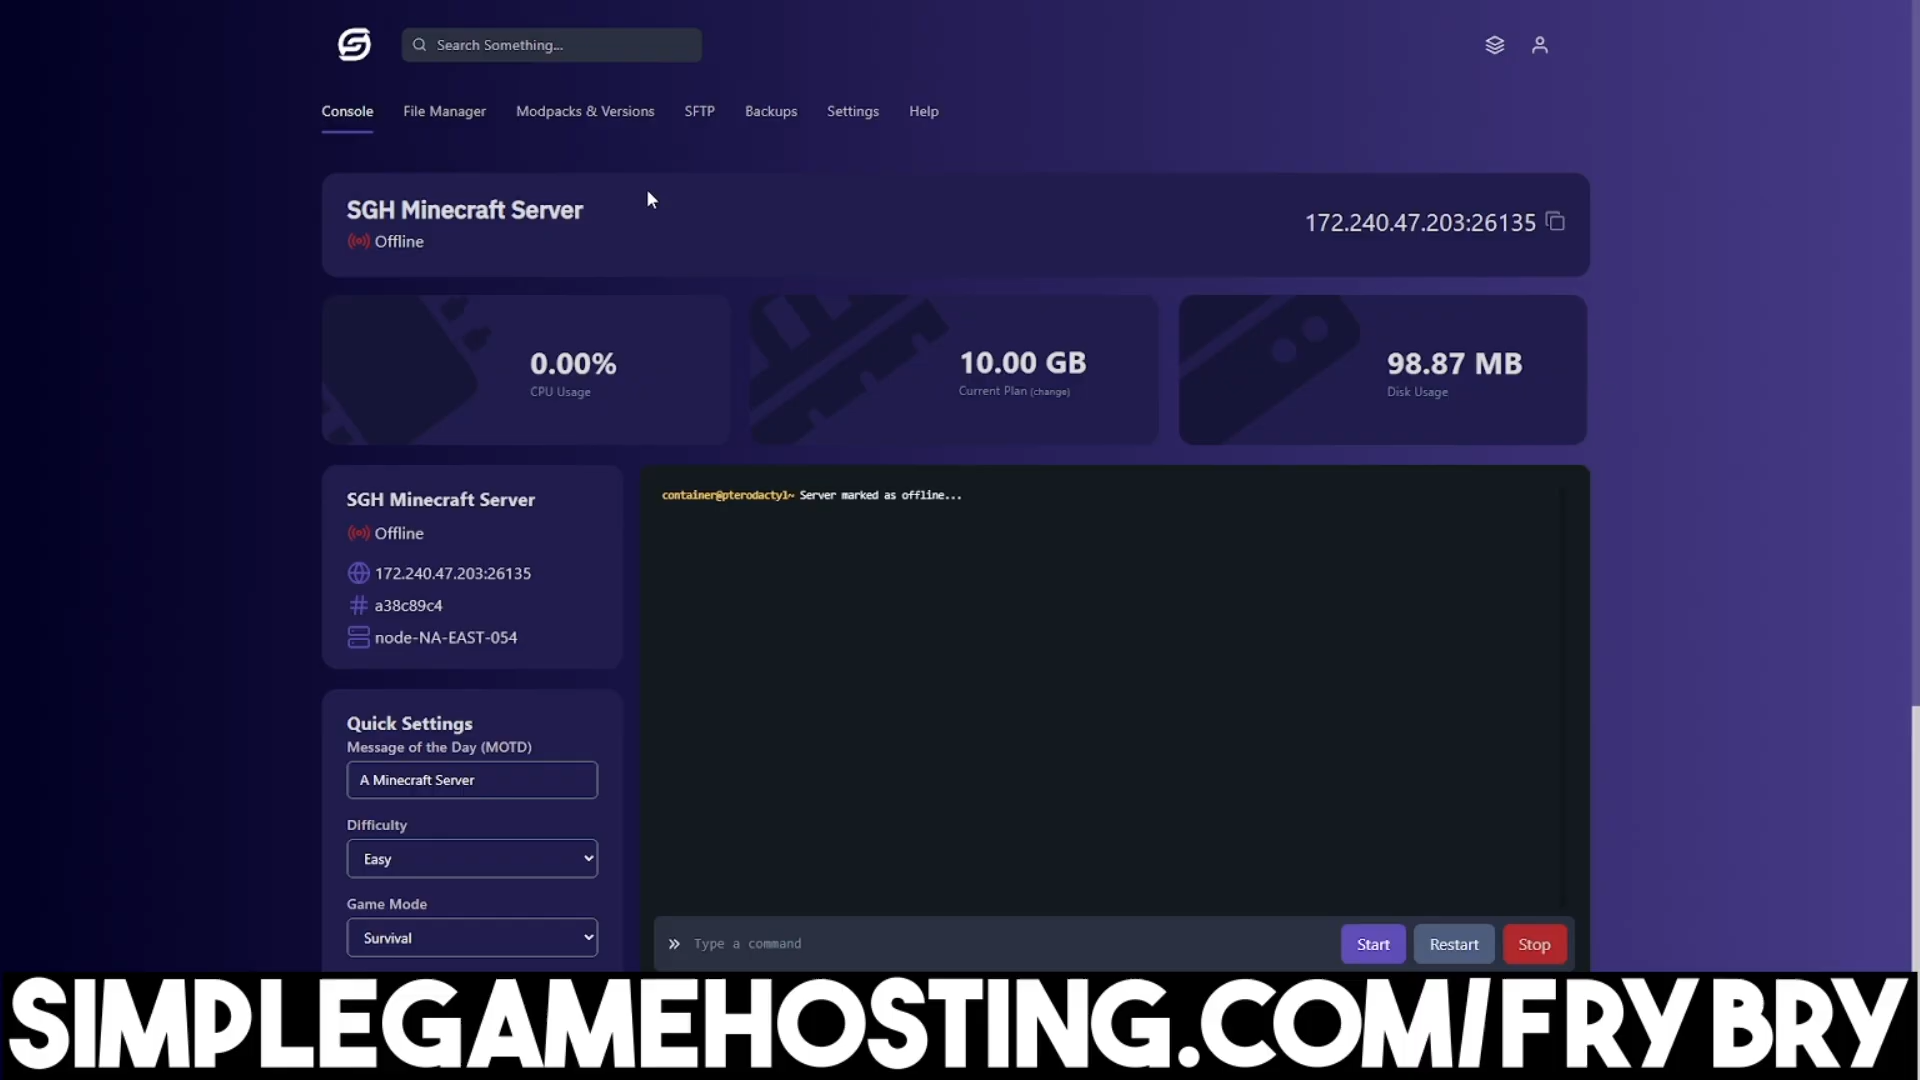 Search Something...
Console File Manager Modpacks & Versions SFTP Backups Settings Help
SGH Minecraft Server
Offline
172.240.47.203:26135
0.00%
CPU Usage
10.00 GB
Current Plan (change)
98.87 MB
Disk Usage
SGH Minecraft Server
Offline
172.240.47.203:26135
a38c89c4
node-NA-EAST-054
container@pterodactyl~ Server marked as offline...
Quick Settings
Message of the Day (MOTD)
A Minecraft Server
Difficulty
Easy
Game Mode
Survival
Type a command
Start Restart Stop
SIMPLEGAMEHOSTING.COM/FRYBRY